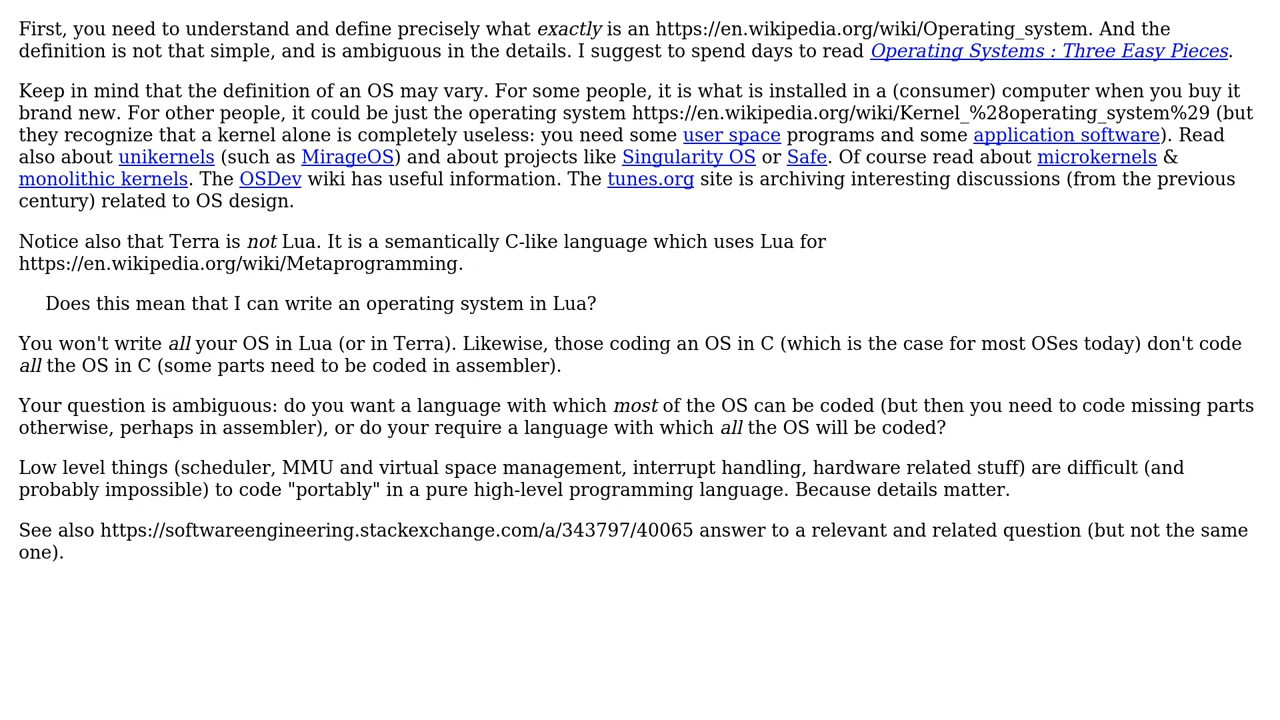 First, you need to understand and define precisely what exactly is an https://en.wikipedia.org/wiki/Operating_system. And the
definition is not that simple, and is ambiguous in the details. I suggest to spend days to read Operating Systems : Three Easy Pieces.
Keep in mind that the definition of an OS may vary. For some people, it is what is installed in a (consumer) computer when you buy it
brand new. For other people, it could be just the operating system https://en.wikipedia.org/wiki/Kernel_%28operating_system%29 (but
they recognize that a kernel alone is completely useless: you need some user space programs and some application software). Read
also about unikernels (such as MirageOS) and about projects like Singularity OS or Safe. Of course read about microkernels &
monolithic kernels. The OSDev wiki has useful information. The tunes.org site is archiving interesting discussions (from the previous
century) related to OS design.
Notice also that Terra is not Lua. It is a semantically C-like language which uses Lua for
https://en.wikipedia.org/wiki/Metaprogramming.
Does this mean that I can write an operating system in Lua?
You won't write all your OS in Lua (or in Terra). Likewise, those coding an OS in C (which is the case for most OSes today) don't code
all the OS in C (some parts need to be coded in assembler).
Your question is ambiguous: do you want a language with which most of the OS can be coded (but then you need to code missing parts
otherwise, perhaps in assembler), or do your require a language with which all the OS will be coded?
Low level things (scheduler, MMU and virtual space management, interrupt handling, hardware related stuff) are difficult (and
probably impossible) to code "portably" in a pure high-level programming language. Because details matter.
See also https://softwareengineering.stackexchange.com/a/343797/40065 answer to a relevant and related question (but not the same
one).